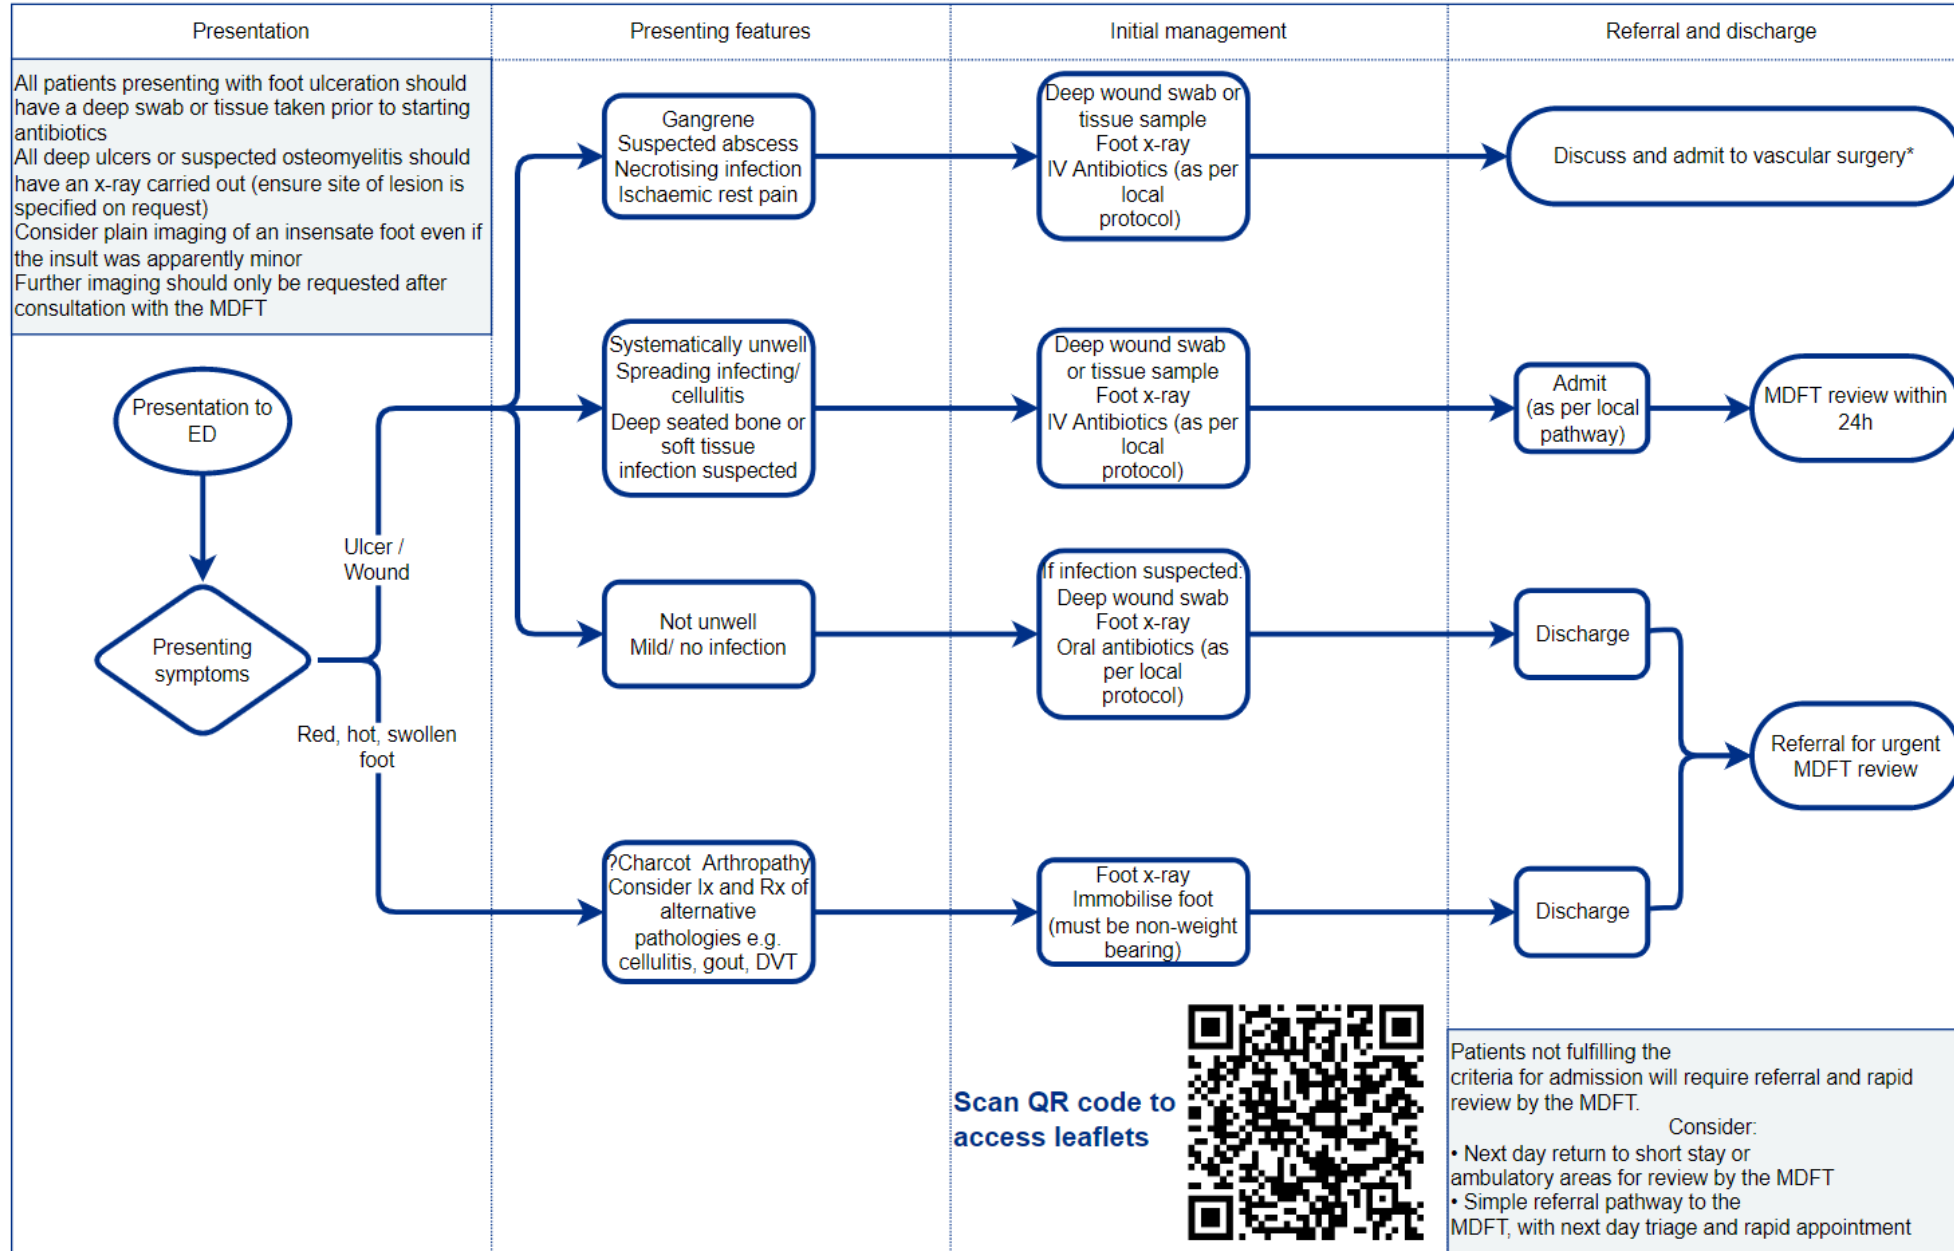 Presentation
Presenting features
Initial management
Referral and discharge
All patients presenting with foot ulceration should
have a deep swab or tissue taken prior to starting
antibiotics
All deep ulcers or suspected osteomyelitis should
have an x-ray carried out (ensure site of lesion is
specified on request)
Consider plain imaging of an insensate foot even if
the insult was apparently minor
Further imaging should only be requested after
consultation with the MDFT
Presentation to
ED
Presenting
symptoms
Ulcer /
Wound
Red, hot, swollen
foot
Gangrene
Suspected abscess
Necrotising infection
Ischaemic rest pain
Deep wound swab or
tissue sample
Foot x-ray
IV Antibiotics (as per
local
protocol)
Discuss and admit to vascular surgery*
Systematically unwell
Spreading infecting/
cellulitis
Deep seated bone or
soft tissue
infection suspected
Deep wound swab
or tissue sample
Foot x-ray
IV Antibiotics (as per
local
protocol)
Admit
(as per local
pathway)
MDFT review within
24h
Not unwell
Mild/ no infection
If infection suspected:
Deep wound swab
Foot x-ray
Oral antibiotics (as
per local
protocol)
Discharge
Referral for urgent
MDFT review
?Charcot Arthropathy
Consider Ix and Rx of
alternative
pathologies e.g.
cellulitis, gout, DVT
Foot x-ray
Immobilise foot
(must be non-weight
bearing)
Discharge
Scan QR code to
access leaflets
Patients not fulfilling the
criteria for admission will require referral and rapid
review by the MDFT.
Consider:
• Next day return to short stay or
ambulatory areas for review by the MDFT
• Simple referral pathway to the
MDFT, with next day triage and rapid appointment